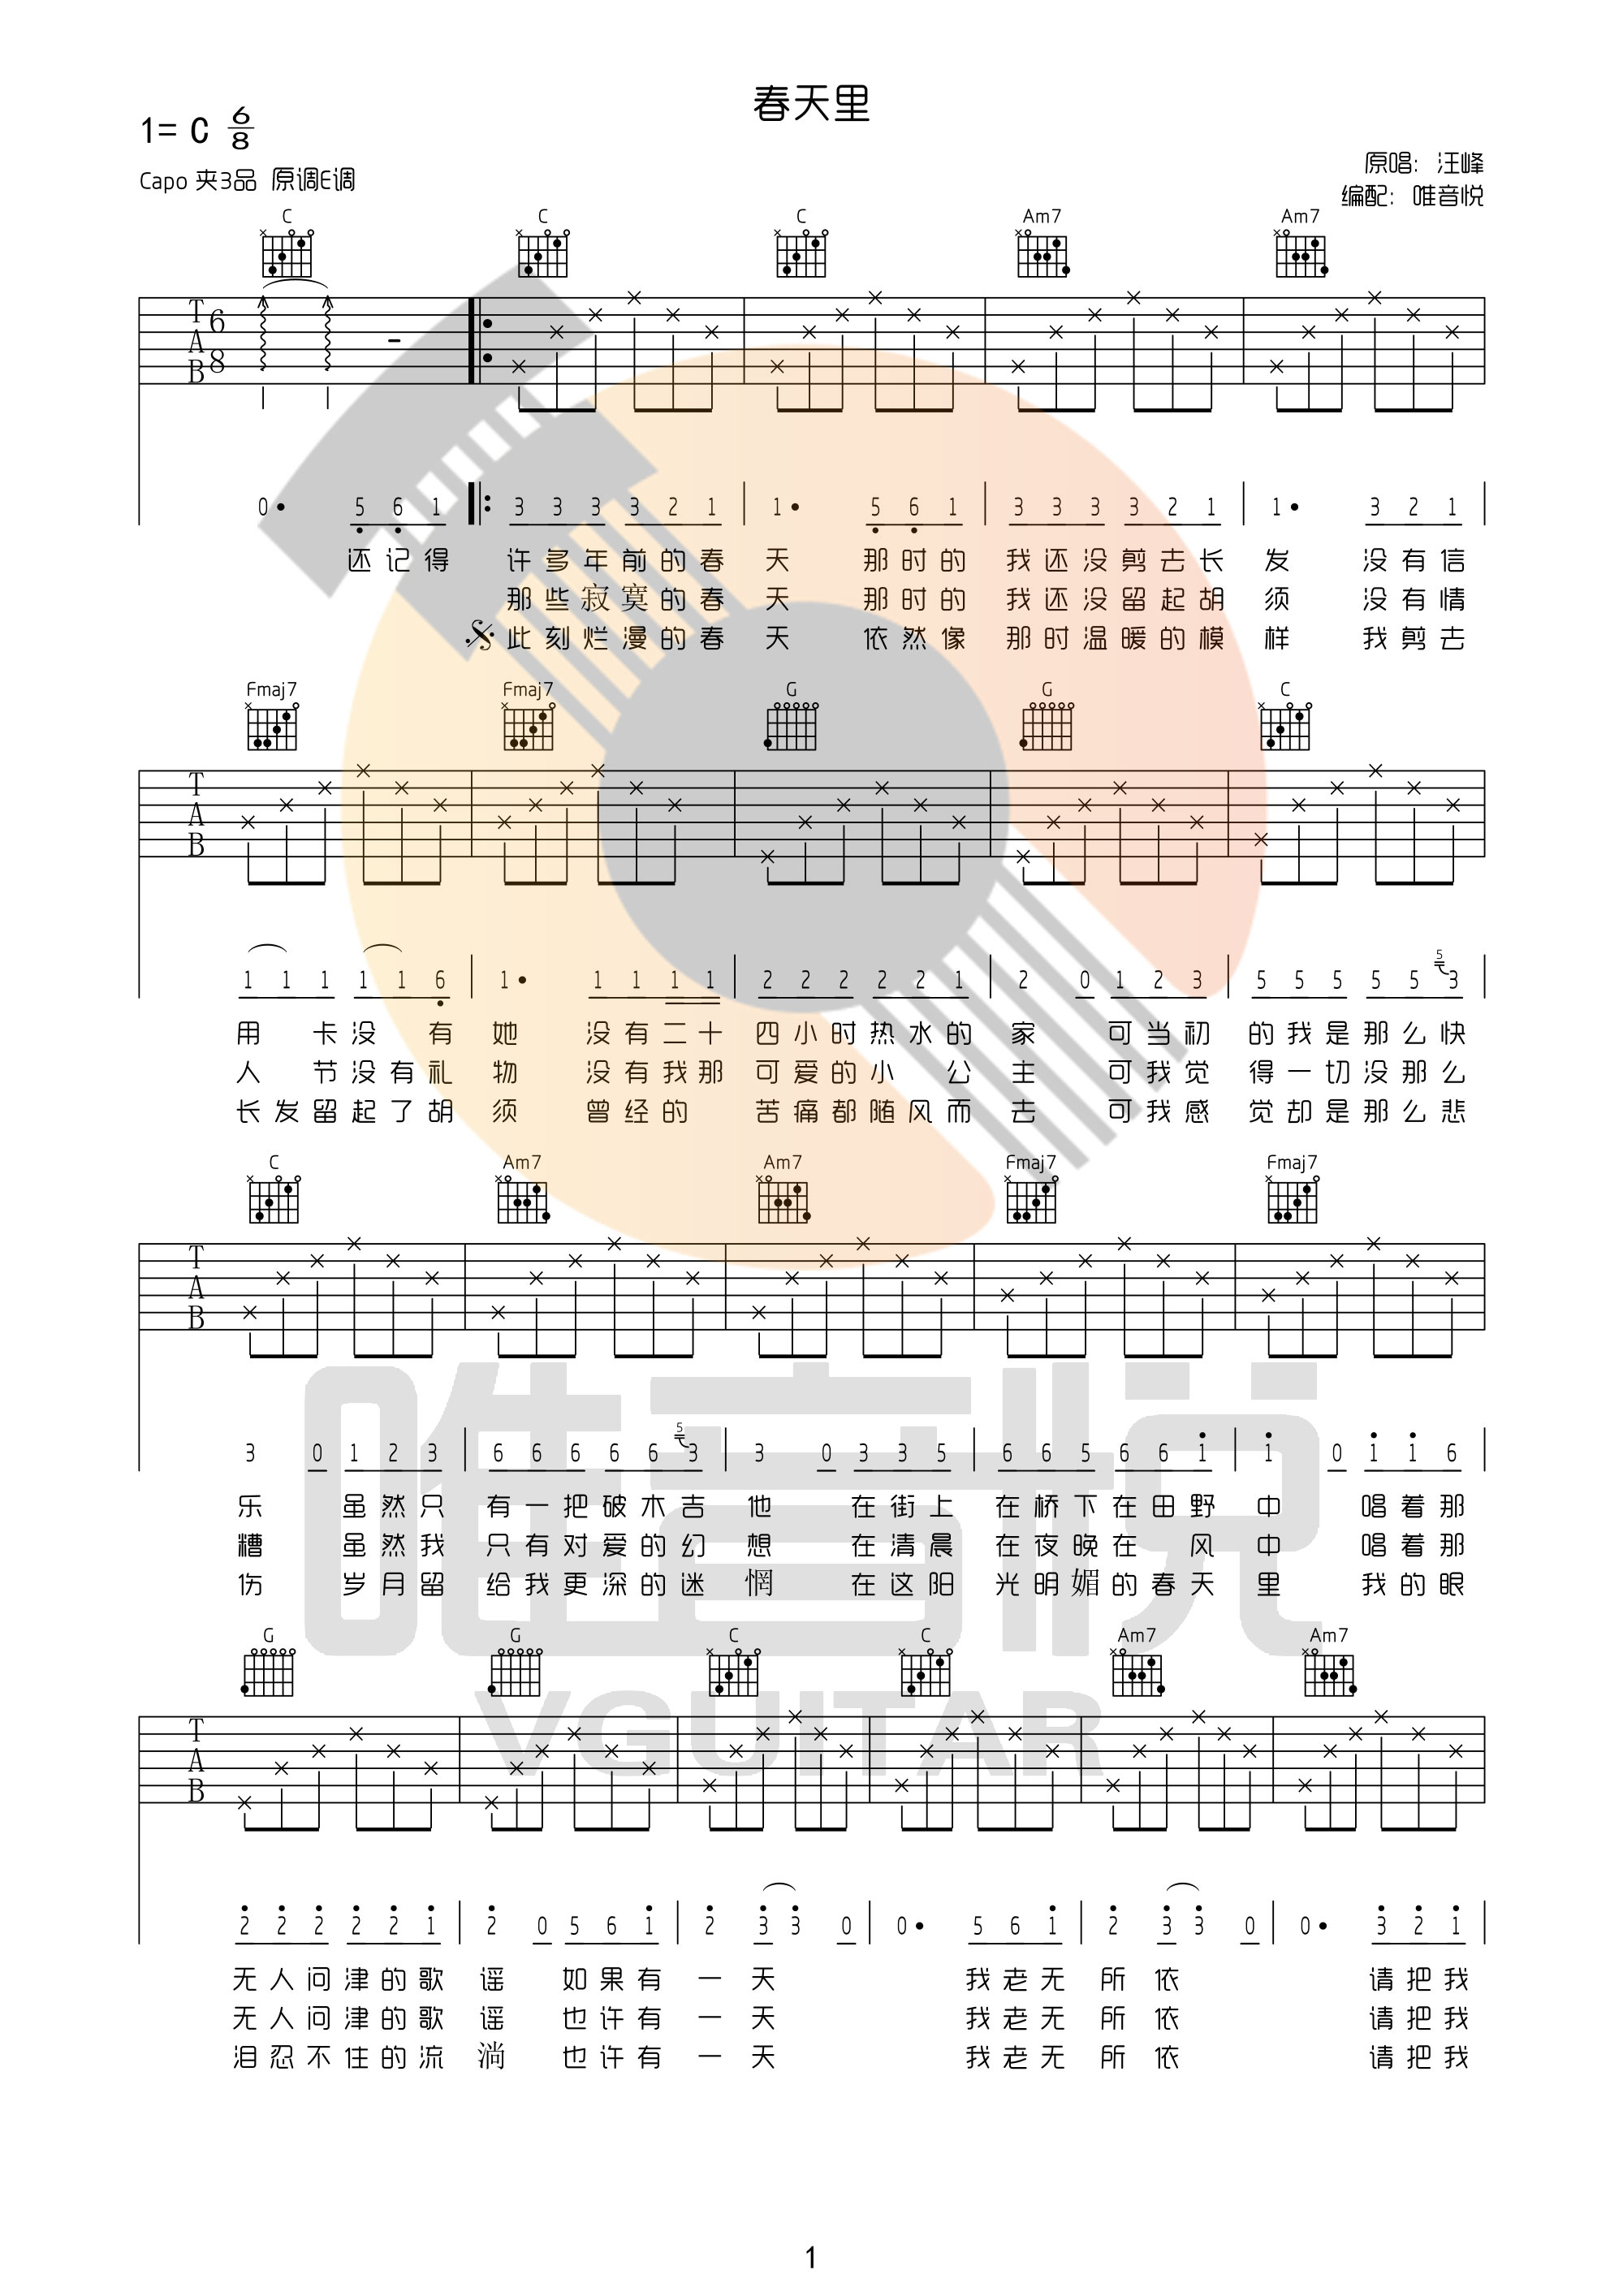 春天里
1= C 6/8
Capo 夹3品 原调E调
原唱: 汪峰
编配: 唯音悦
C C C Am7 Am7
T A B 6 8
0· 5 6 1 3 3 3 3 2 1 1· 5 6 1 3 3 3 3 2 1 1· 3 2 1
还记得 许多年前的春天 那时的 我还没剪去长发 没有信
那些寂寞的春天 那时的 我还没留起胡须 没有情
此刻烂漫的春天 依然像 那时温暖的模样 我剪去
Fmaj7 Fmaj7 G G C
T A B
1 1 1 1 1 6 1· 1 1 1 1 2 2 2 2 2 1 2 0 1 2 3 5 5 5 5 5 5 3
用 卡没 有 她 没有二十 四小时热水的 家 可当初 的我是那么快
人 节没有礼 物 没有我那 可爱的小 公 主 可我觉 得一切没那么
长发留起了胡 须 曾经的 苦痛都随风而 去 可我感 觉却是那么悲
C Am7 Am7 Fmaj7 Fmaj7
T A B
3 0 1 2 3 6 6 6 6 6 5 3 3 0 3 3 5 6 6 5 6 6 1 1 0 1 1 6
乐 虽然只 有一把破木吉 他 在街上 在桥下在田野 中 唱着那
糟 虽然我 只有对爱的幻 想 在清晨 在夜晚在 风 中 唱着那
伤 岁月留 给我更深的迷 惘 在这阳 光明媚的春天 里 我的眼
G G C C Am7 Am7
T A B
2 2 2 2 2 1 2 0 5 6 1 2 3 3 0 0· 5 6 1 2 3 3 0 0· 3 2 1
无人问津的歌 谣 如果有 一 天 我老无 所 依 请把我
无人问津的歌 谣 也许有 一 天 我老无 所 依 请把我
泪忍不住的流 淌 也许有 一 天 我老无 所 依 请把我
唯音悦
VGUITAR
1